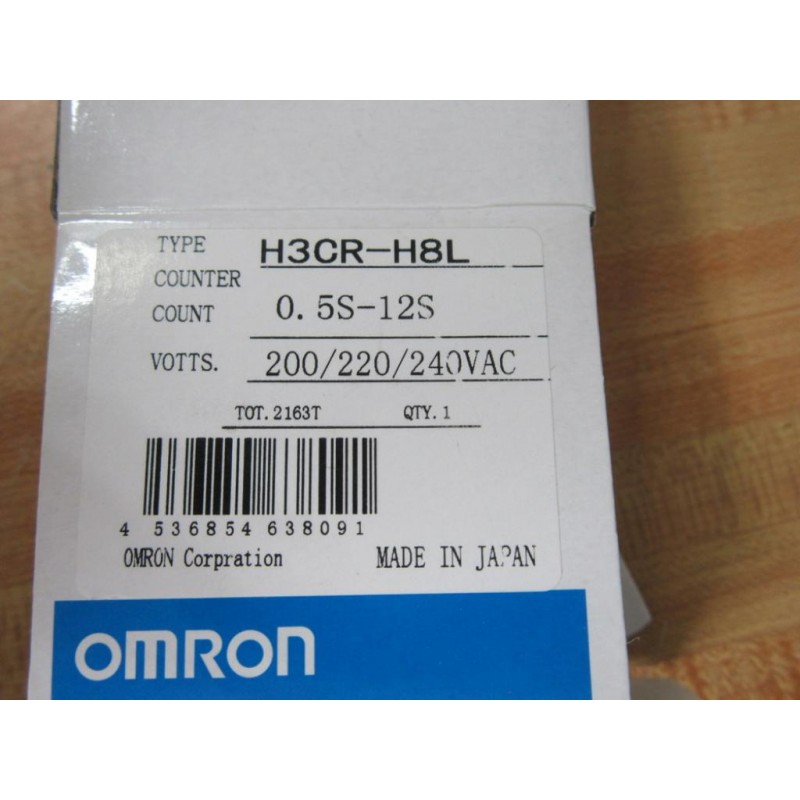 TYPE H3CR-H8L
COUNTER
COUNT 0.5S-12S
VOTTS. 200/220/240VAC
TOT.2163T QTY.1
4 536854 638091
OMRON Corpration MADE IN JAPAN
OMRON